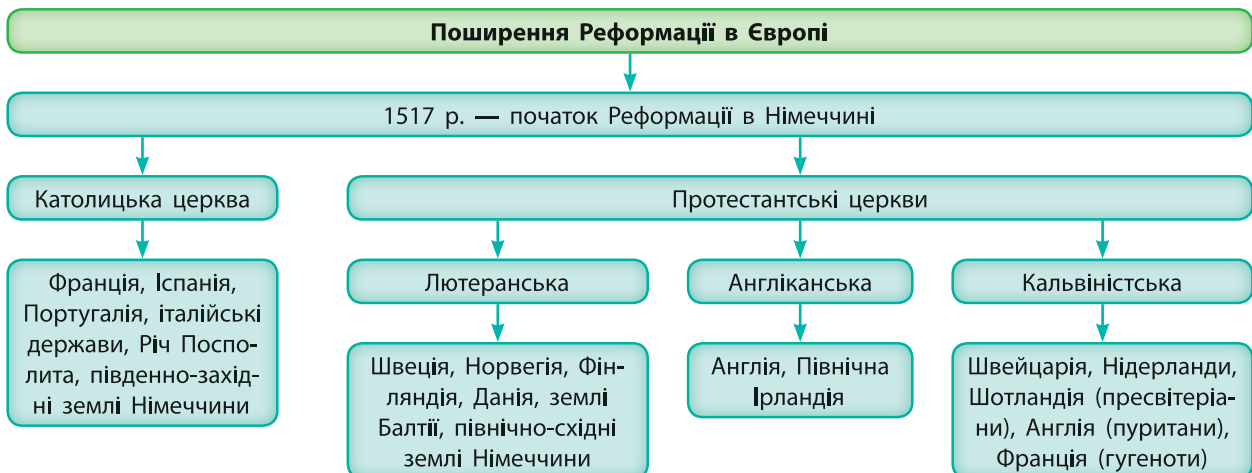 Поширення Реформації в Європі
1517 р. — початок Реформації в Німеччині
Католицька церква
Протестантські церкви
Франція, Іспанія,
Португалія, італійські
держави, Річ Поспо-
лита, південно-захід-
ні землі Німеччини
Лютеранська
Англіканська
Кальвіністська
Швеція, Норвегія, Фін-
ляндія, Данія, землі
Балтії, північно-східні
землі Німеччини
Англія, Північна
Ірландія
Швейцарія, Нідерланди,
Шотландія (пресвітеріа-
ни), Англія (пуритани),
Франція (гугеноти)